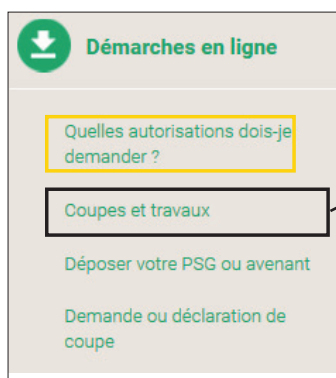 Démarches en ligne
Quelles autorisations dois-je
demander ?
Coupes et travaux
Déposer votre PSG ou avenant
Demande ou déclaration de
coupe